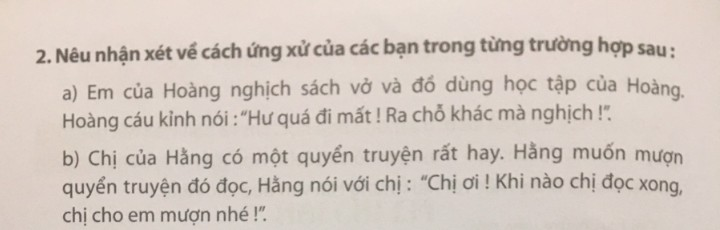 2. Nêu nhận xét về cách ứng xử của các bạn trong từng trường hợp sau :
a) Em của Hoàng nghịch sách vở và đồ dùng học tập của Hoàng.
Hoàng cáu kỉnh nói : “Hư quá đi mất ! Ra chỗ khác mà nghịch !”.
b) Chị của Hằng có một quyển truyện rất hay. Hằng muốn mượn
quyển truyện đó đọc, Hằng nói với chị : “Chị ơi ! Khi nào chị đọc xong,
chị cho em mượn nhé !”.